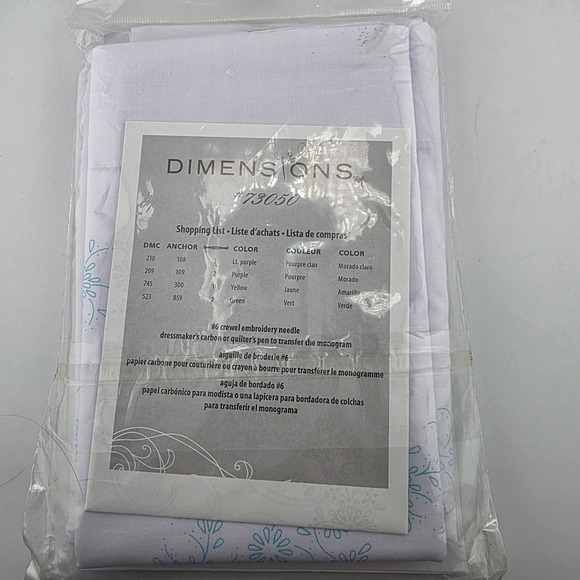 DIMENSIONS
#73050
Shopping List • Liste d'achats • Lista de compras
DMC ANCHOR COLOR COULEUR COLOR
210 108 3 Lt. purple Pourpre clair Morado claro
209 109 2 Purple Pourpre Morado
745 300 1 Yellow Jaune Amarillo
523 859 2 Green Vert Verde
#6 crewel embroidery needle
dressmaker's carbon or quilter's pen to transfer the monogram
aiguille de broderie #6
papier carbone pour couturière ou crayon à bourre pour transférer le monogramme
aguja de bordado #6
papel carbónico para modista o una lapicera para bordadora de colchas
para transferir el monograma